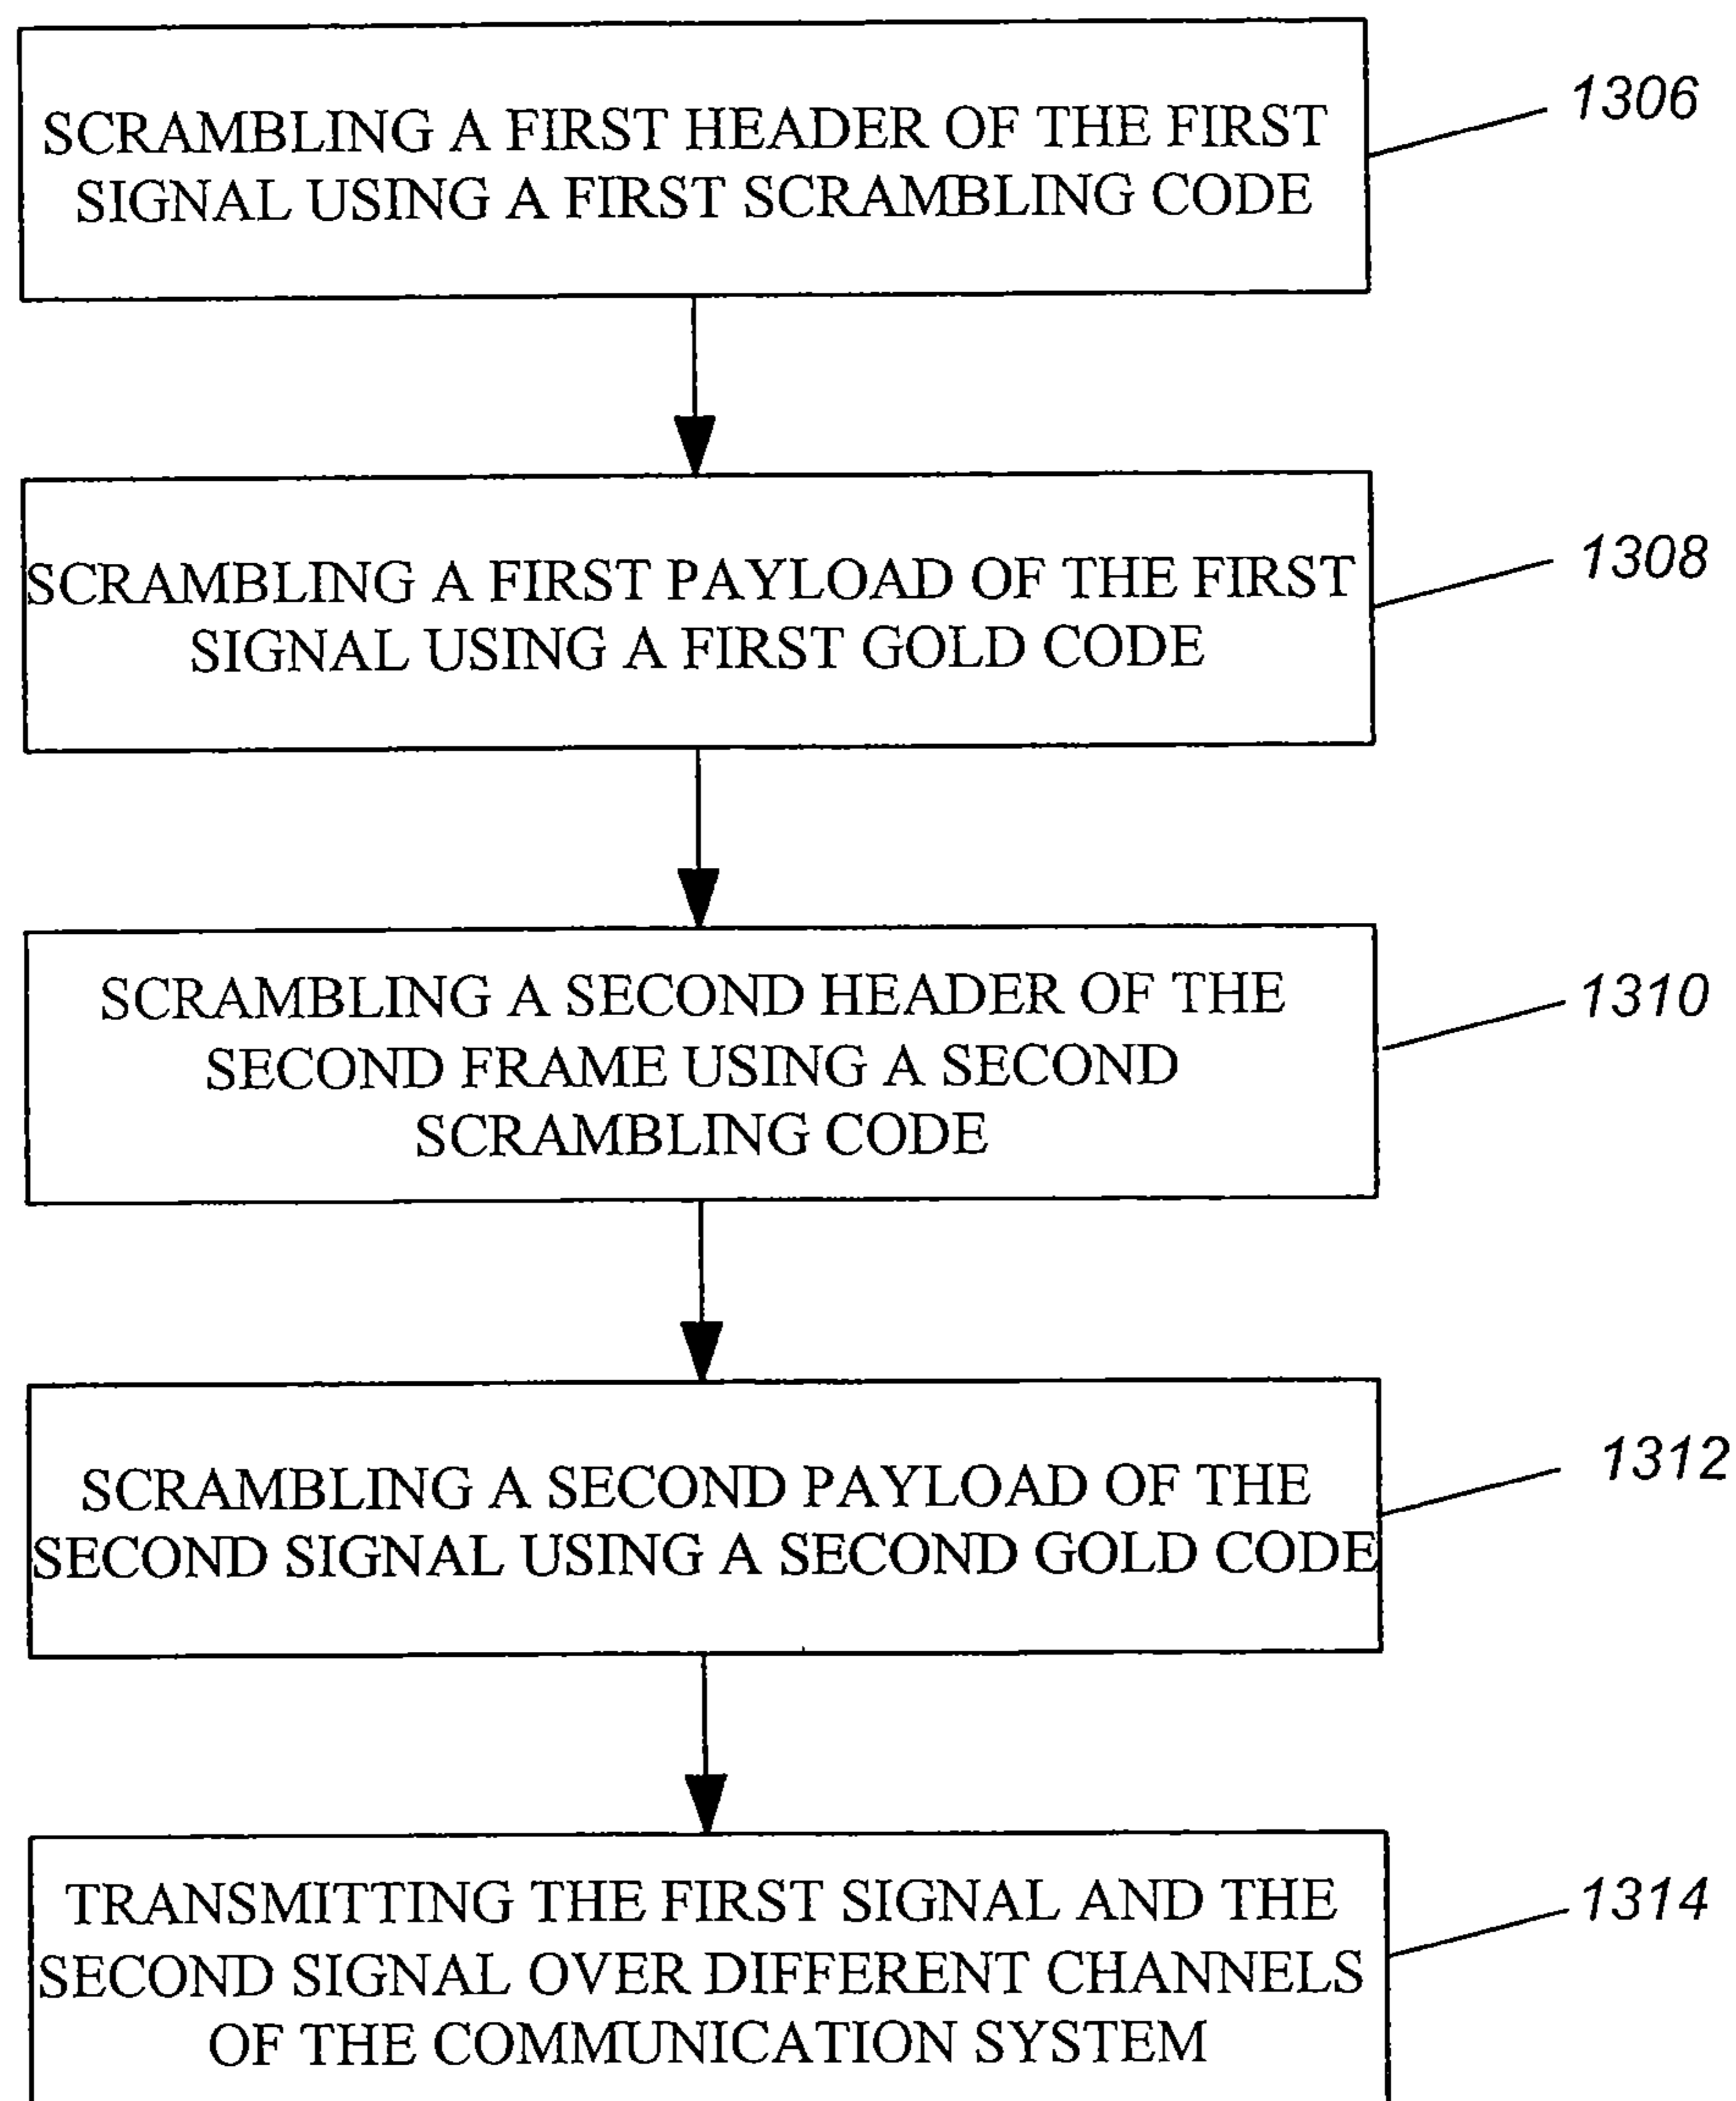 SCRAMBLING A FIRST HEADER OF THE FIRST
SIGNAL USING A FIRST SCRAMBLING CODE
1306
SCRAMBLING A FIRST PAYLOAD OF THE FIRST
SIGNAL USING A FIRST GOLD CODE
1308
SCRAMBLING A SECOND HEADER OF THE
SECOND FRAME USING A SECOND
SCRAMBLING CODE
1310
SCRAMBLING A SECOND PAYLOAD OF THE
SECOND SIGNAL USING A SECOND GOLD CODE
1312
TRANSMITTING THE FIRST SIGNAL AND THE
SECOND SIGNAL OVER DIFFERENT CHANNELS
OF THE COMMUNICATION SYSTEM
1314